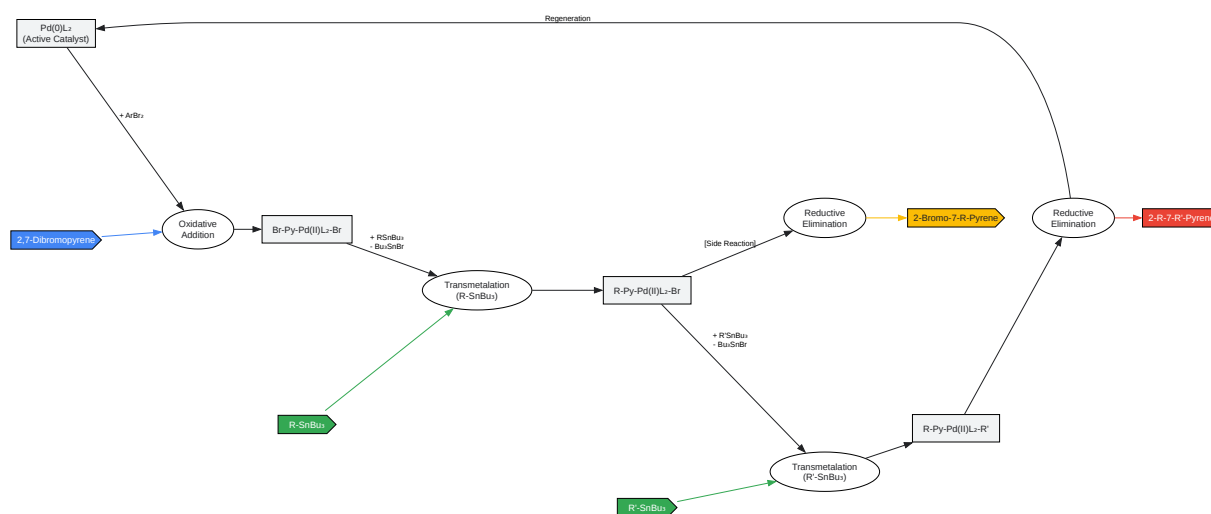 Regeneration
Pd(0)L₂
(Active Catalyst)
+ ArBr₂
2,7-Dibromopyrene
Oxidative
Addition
Br-Py-Pd(II)L₂-Br
+ RSnBu₃
- Bu₃SnBr
Transmetalation
(R-SnBu₃)
R-SnBu₃
R-Py-Pd(II)L₂-Br
[Side Reaction]
Reductive
Elimination
2-Bromo-7-R-Pyrene
+ R'SnBu₃
- Bu₃SnBr
R'-SnBu₃
Transmetalation
(R'-SnBu₃)
R-Py-Pd(II)L₂-R'
Reductive
Elimination
2-R-7-R'-Pyrene